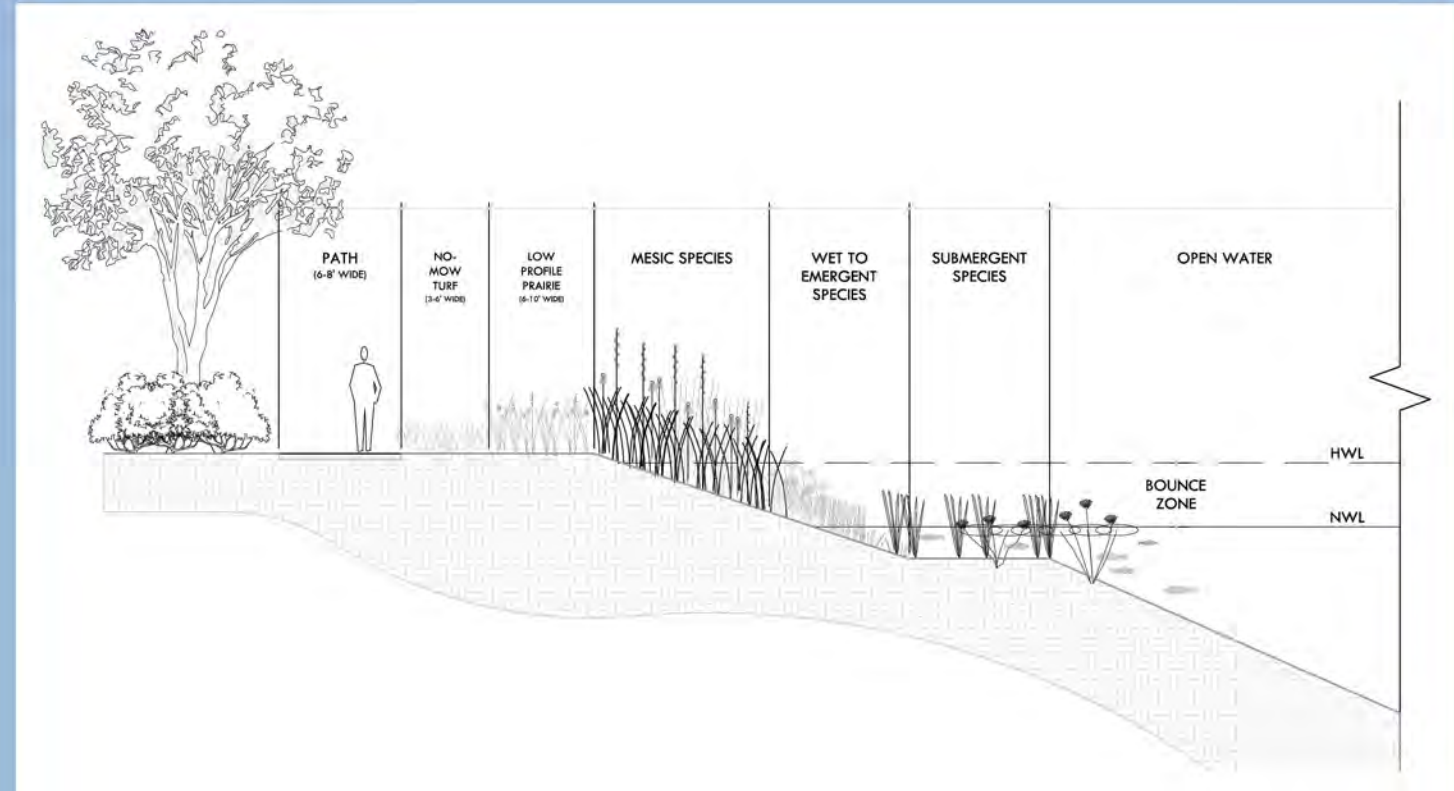 PATH
(6-8' WIDE)
NO-
MOW
TURF
(3-6' WIDE)
LOW
PROFILE
PRAIRIE
(6-10' WIDE)
MESIC SPECIES
WET TO
EMERGENT
SPECIES
SUBMERGENT
SPECIES
OPEN WATER
HWL
BOUNCE
ZONE
NWL